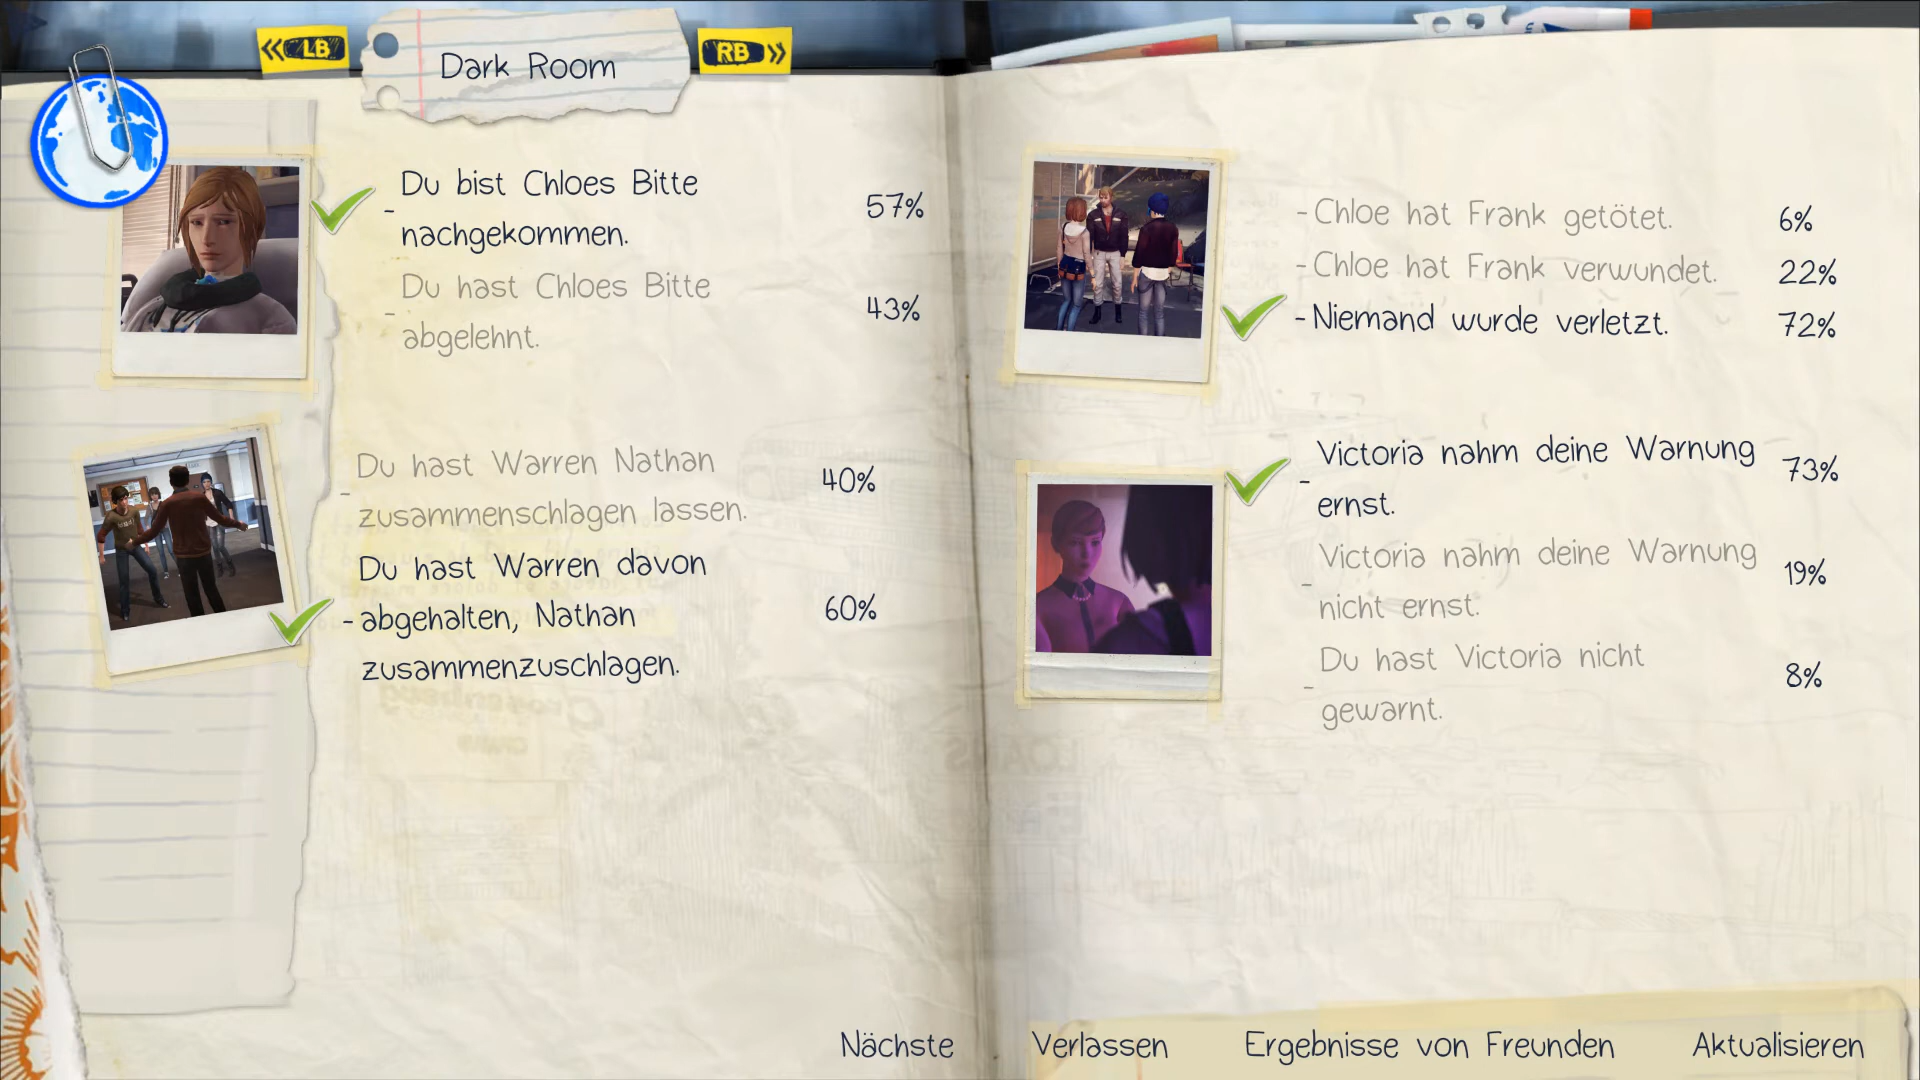 LB
Dark Room
RB
Du bist Chloes Bitte
- nachgekommen.
57%
Du hast Chloes Bitte
- abgelehnt.
43%
Du hast Warren Nathan
- zusammenschlagen lassen.
40%
Du hast Warren davon
- abgehalten, Nathan
zusammenzuschlagen.
60%
- Chloe hat Frank getötet. 6%
- Chloe hat Frank verwundet. 22%
- Niemand wurde verletzt. 72%
Victoria nahm deine Warnung
- ernst.
73%
Victoria nahm deine Warnung
- nicht ernst.
19%
Du hast Victoria nicht
- gewarnt.
8%
Nächste Verlassen Ergebnisse von Freunden Aktualisieren